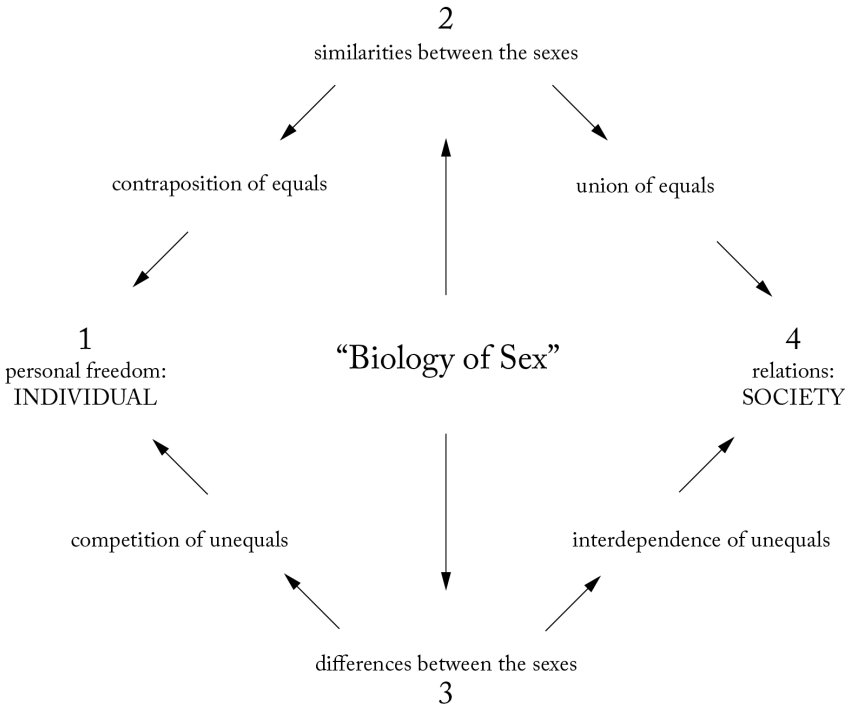 2
similarities between the sexes
contraposition of equals
union of equals
1
personal freedom:
INDIVIDUAL
“Biology of Sex”
4
relations:
SOCIETY
competition of unequals
interdependence of unequals
differences between the sexes
3